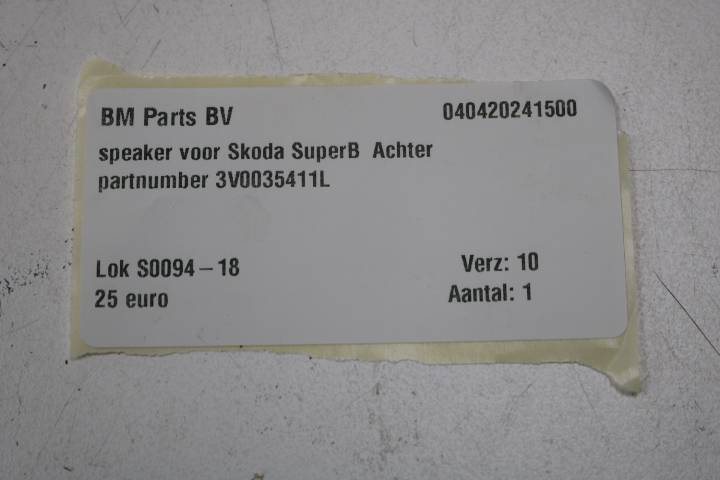 BM Parts BV 040420241500
speaker voor Skoda SuperB Achter
partnumber 3V0035411L
Lok S0094-18 Verz: 10
25 euro Aantal: 1